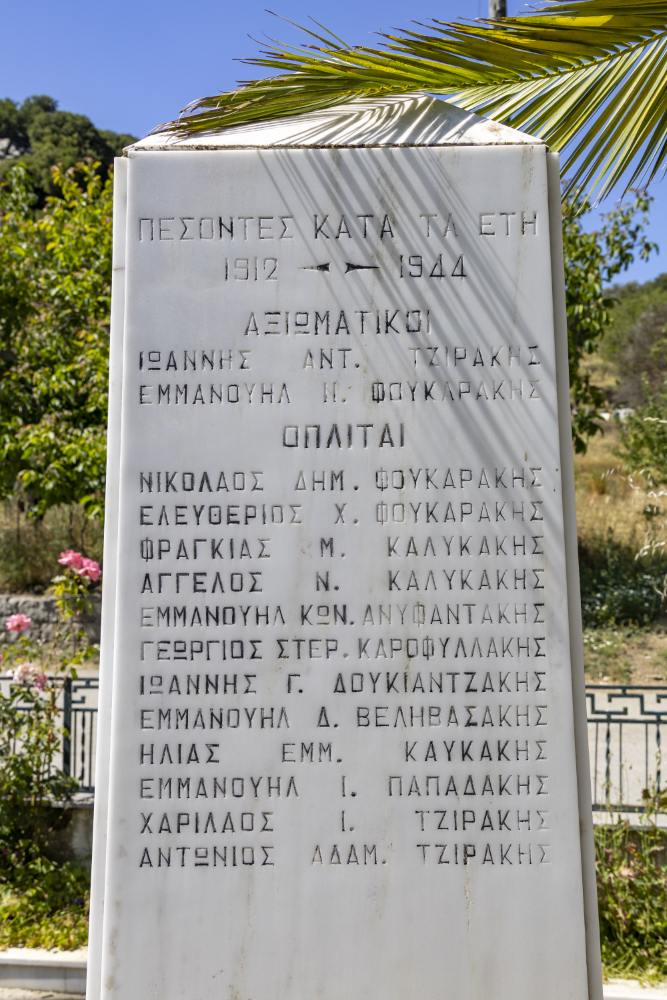 ΠΕΣΟΝΤΕΣ ΚΑΤΑ ΤΑ ΕΤΗ
1912 – 1944
ΑΞΙΩΜΑΤΙΚΟΙ
ΙΩΑΝΝΗΣ ΑΝΤ. ΤΖΙΡΑΚΗΣ
ΕΜΜΑΝΟΥΗΛ Ν. ΦΟΥΚΑΡΑΚΗΣ
ΟΠΛΙΤΑΙ
ΝΙΚΟΛΑΟΣ ΔΗΜ. ΦΟΥΚΑΡΑΚΗΣ
ΕΛΕΥΘΕΡΙΟΣ Χ. ΦΟΥΚΑΡΑΚΗΣ
ΦΡΑΓΚΙΑΣ Μ. ΚΑΛΥΚΑΚΗΣ
ΑΓΓΕΛΟΣ Ν. ΚΑΛΥΚΑΚΗΣ
ΕΜΜΑΝΟΥΗΛ ΚΩΝ. ΑΝΥΦΑΝΤΑΚΗΣ
ΓΕΩΡΓΙΟΣ ΣΤΕΡ. ΚΑΡΟΦΥΛΛΑΚΗΣ
ΙΩΑΝΝΗΣ Γ. ΔΟΥΚΙΑΝΤΖΑΚΗΣ
ΕΜΜΑΝΟΥΗΛ Δ. ΒΕΛΗΒΑΣΑΚΗΣ
ΗΛΙΑΣ ΕΜΜ. ΚΑΥΚΑΚΗΣ
ΕΜΜΑΝΟΥΗΛ Ι. ΠΑΠΑΔΑΚΗΣ
ΧΑΡΙΛΑΟΣ Ι. ΤΖΙΡΑΚΗΣ
ΑΝΤΩΝΙΟΣ ΑΔΑΜ. ΤΖΙΡΑΚΗΣ